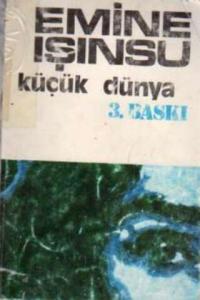 EMİNE
IŞINSU
küçük dünya
3. BASKI